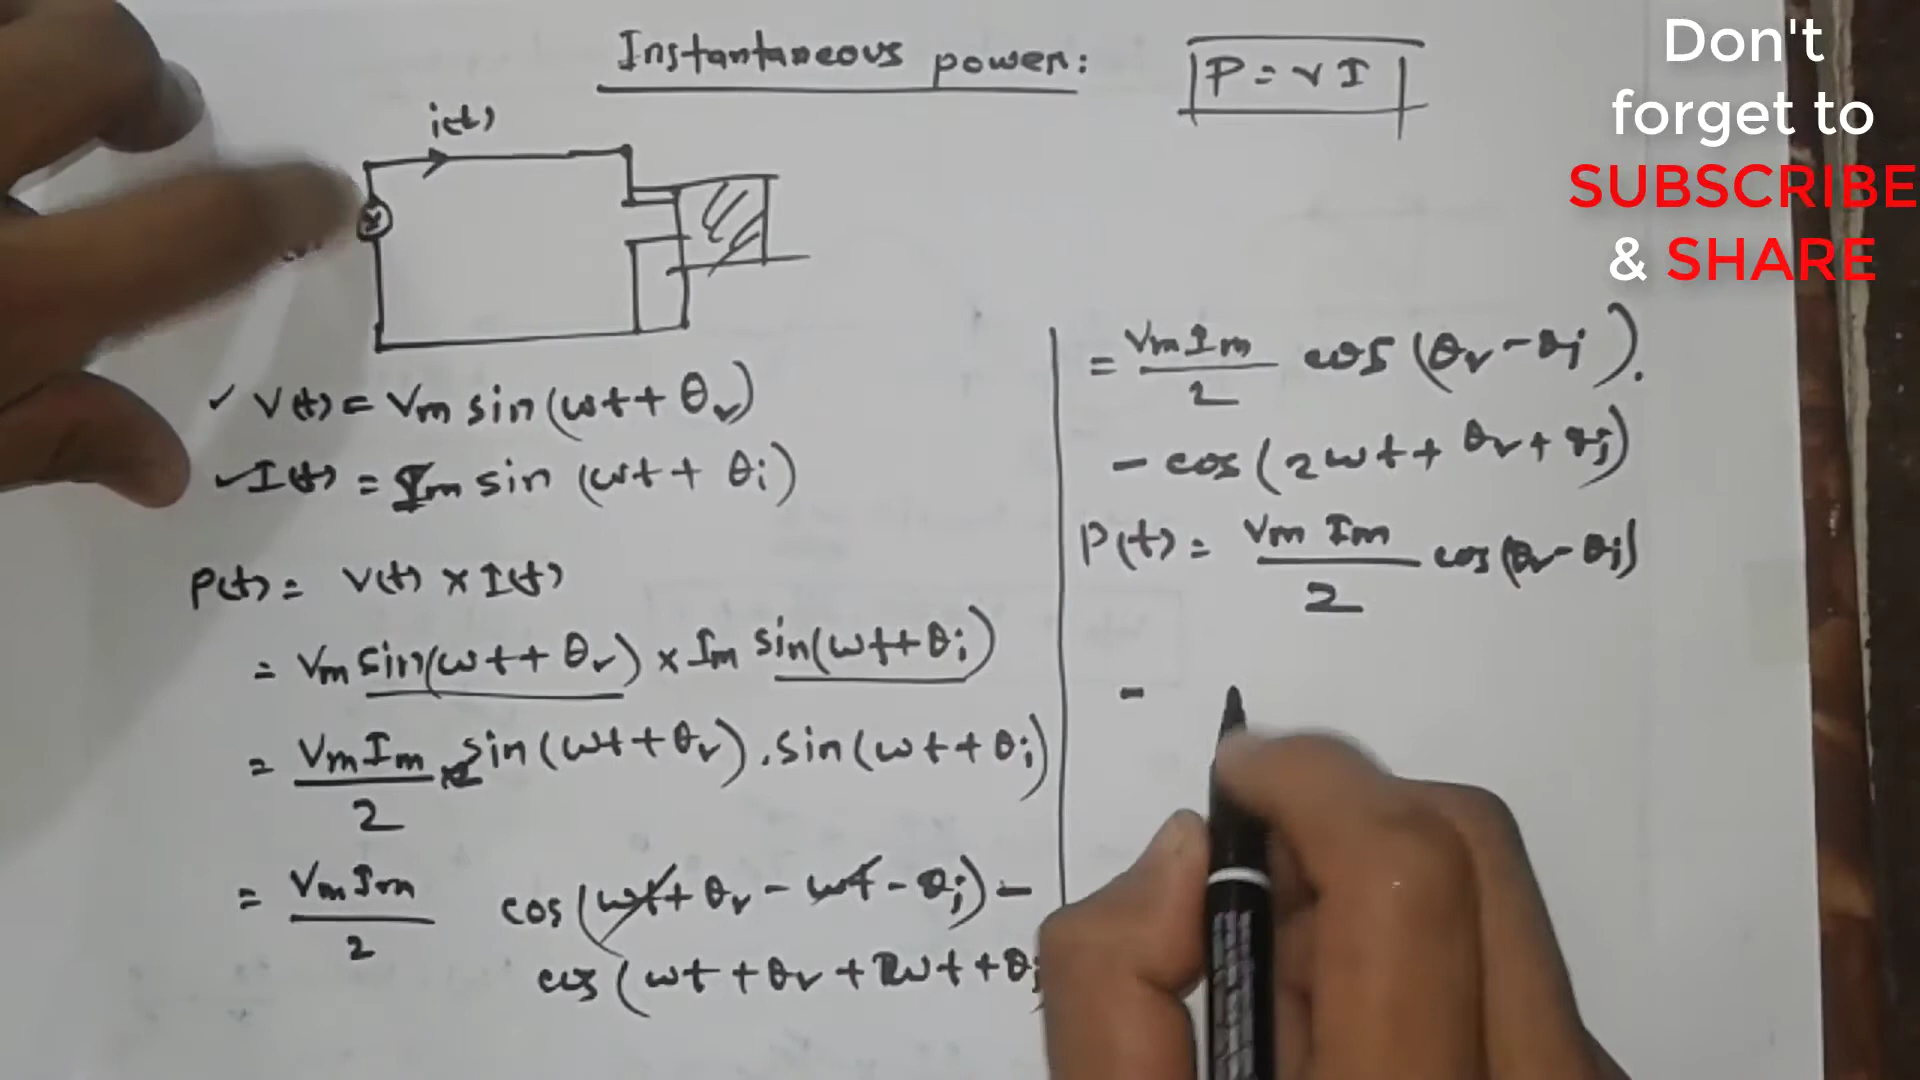 Instantaneous power:
P = VI
i(t)
V(t) = Vm sin(ωt + θv)
I(t) = Im sin (ωt + θi)
P(t) = V(t) x I(t)
= Vm sin(ωt + θv) x Im sin(ωt + θi)
= VmIm/2 sin(ωt + θv) . sin(ωt + θi)
= VmIm/2 cos(ωt + θv - ωt - θi) -
cos(ωt + θv + ωt + θi
= VmIm/2 cos(θv - θi).
- cos(2ωt + θv + θi)
P(t) = Vm Im/2 cos(θv - θi)
-
Don't
forget to
SUBSCRIBE
& SHARE